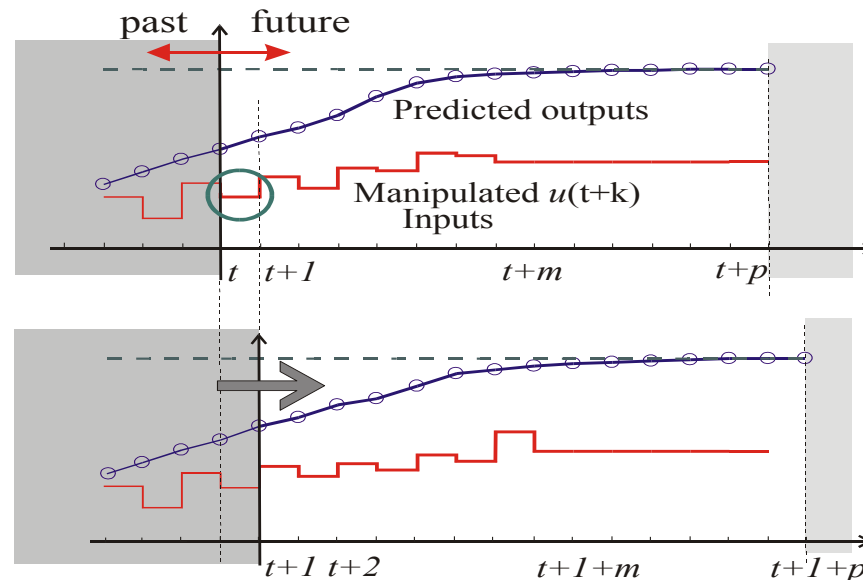 past future
Predicted outputs
Manipulated u(t+k)
Inputs
t t+1 t+m t+p
t+1 t+2 t+1+m t+1+p